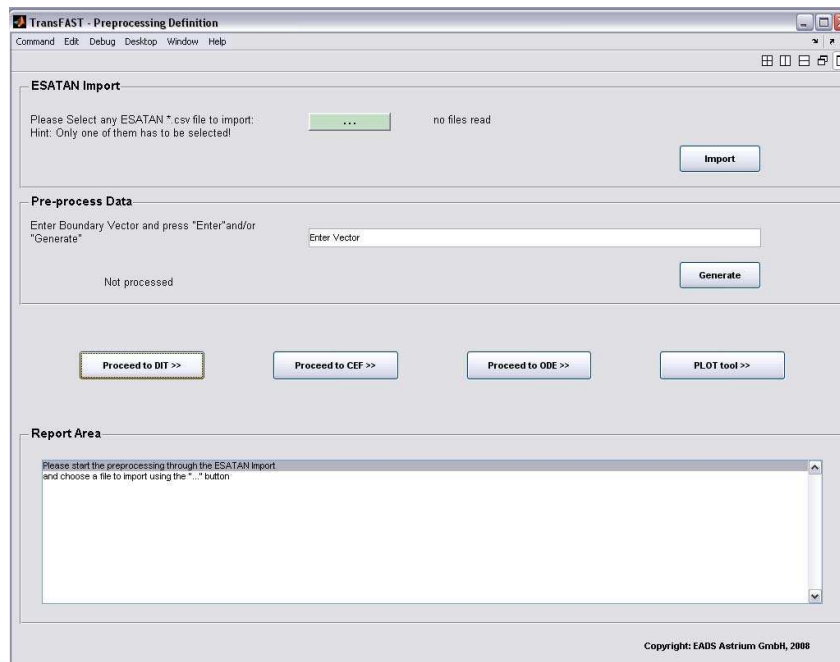 TransFAST - Preprocessing Definition
Command Edit Debug Desktop Window Help
ESATAN Import
Please Select any ESATAN *.csv file to import:
Hint: Only one of them has to be selected!
...
no files read
Import
Pre-process Data
Enter Boundary Vector and press "Enter"and/or
"Generate"
Enter Vector
Not processed
Generate
Proceed to DIT >>
Proceed to CEF >>
Proceed to ODE >>
PLOT tool >>
Report Area
Please start the preprocessing through the ESATAN Import
and choose a file to import using the "..." button
Copyright: EADS Astrium GmbH, 2008